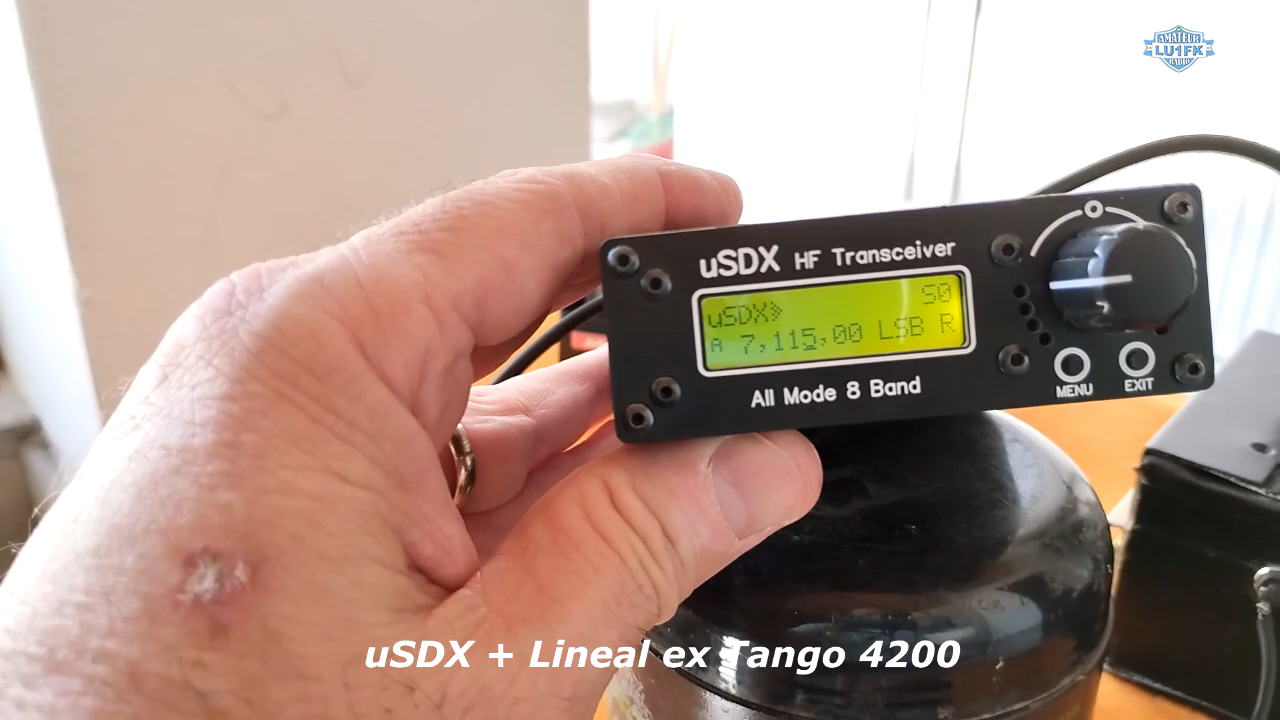 AMATEUR
LU1FK
RADIO
uSDX HF Transceiver
uSDX S0
A 7,115,00 LSB R
All Mode 8 Band
MENU EXIT
uSDX + Lineal ex Tango 4200